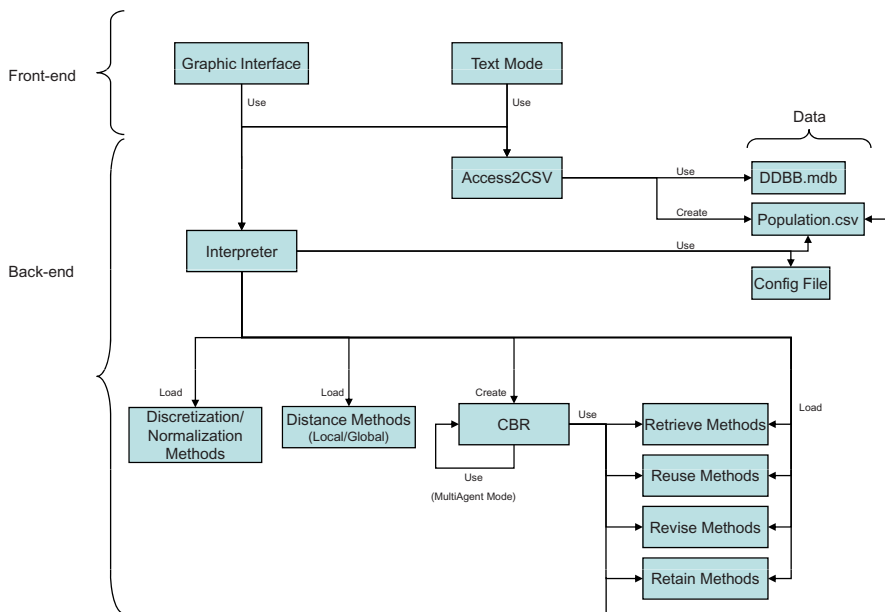 Front-end
Graphic Interface
Text Mode
Use
Use
Data
Access2CSV
Use
DDBB.mdb
Create
Population.csv
Interpreter
Use
Back-end
Config File
Load
Load
Create
Discretization/
Normalization
Methods
Distance Methods
(Local/Global)
CBR
Use
Retrieve Methods
Load
Use
(MultiAgent Mode)
Reuse Methods
Revise Methods
Retain Methods